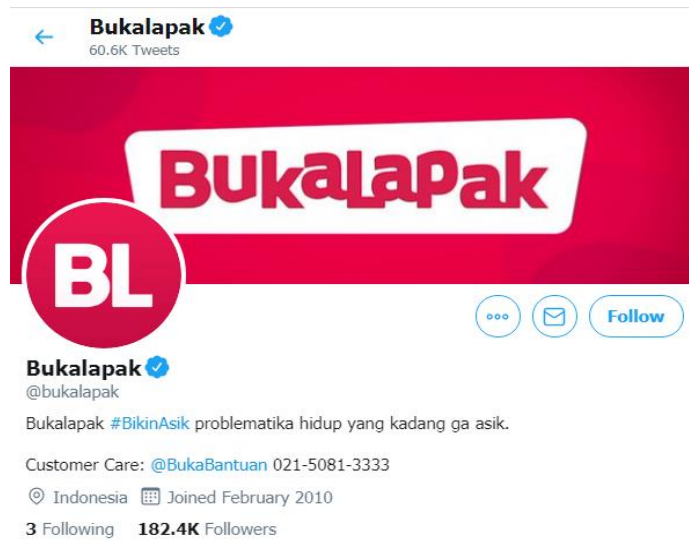 Bukalapak
60.6K Tweets
BukaLaPak
BL
Follow
Bukalapak
@bukalapak
Bukalapak #BikinAsik problematika hidup yang kadang ga asik.
Customer Care: @BukaBantuan 021-5081-3333
Indonesia Joined February 2010
3 Following 182.4K Followers